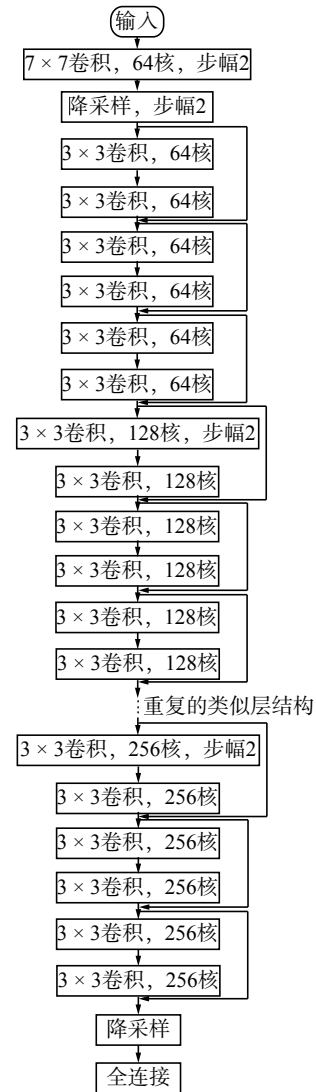 输入
7 × 7卷积，64核，步幅2
降采样，步幅2
3 × 3卷积，64核
3 × 3卷积，64核
3 × 3卷积，64核
3 × 3卷积，64核
3 × 3卷积，64核
3 × 3卷积，64核
3 × 3卷积，128核，步幅2
3 × 3卷积，128核
3 × 3卷积，128核
3 × 3卷积，128核
3 × 3卷积，128核
3 × 3卷积，128核
重复的类似层结构
3 × 3卷积，256核，步幅2
3 × 3卷积，256核
3 × 3卷积，256核
3 × 3卷积，256核
3 × 3卷积，256核
3 × 3卷积，256核
降采样
全连接